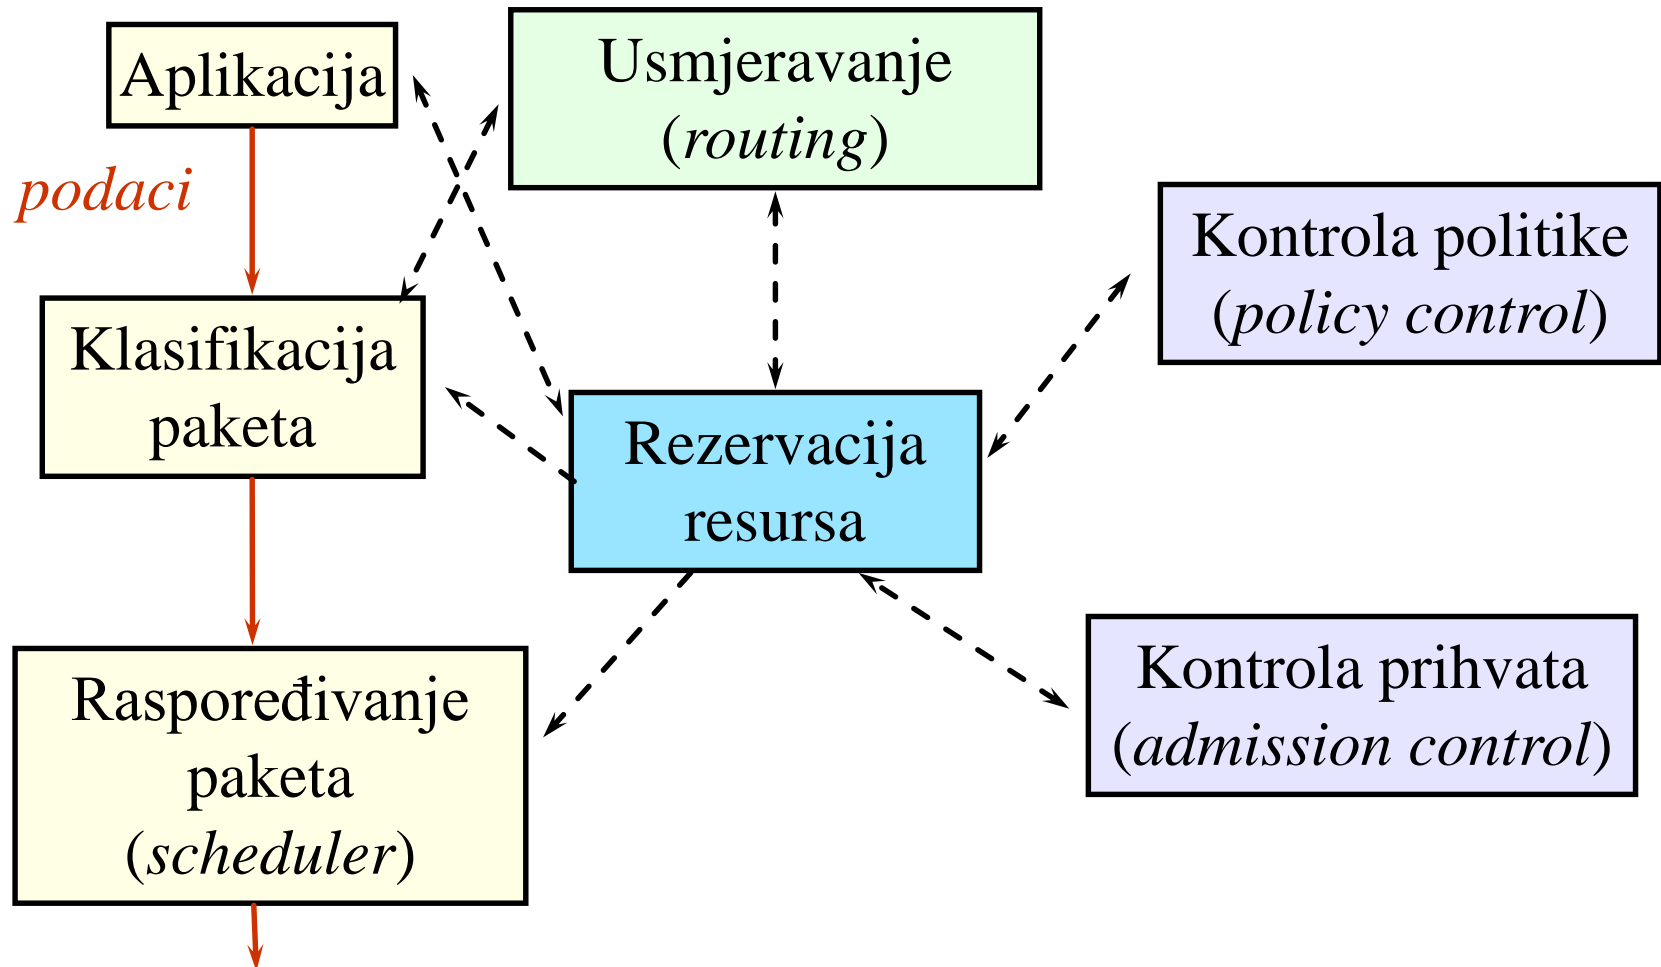 Aplikacija
Usmjeravanje
(routing)
podaci
Kontrola politike
(policy control)
Klasifikacija
paketa
Rezervacija
resursa
Raspoređivanje
paketa
(scheduler)
Kontrola prihvata
(admission control)